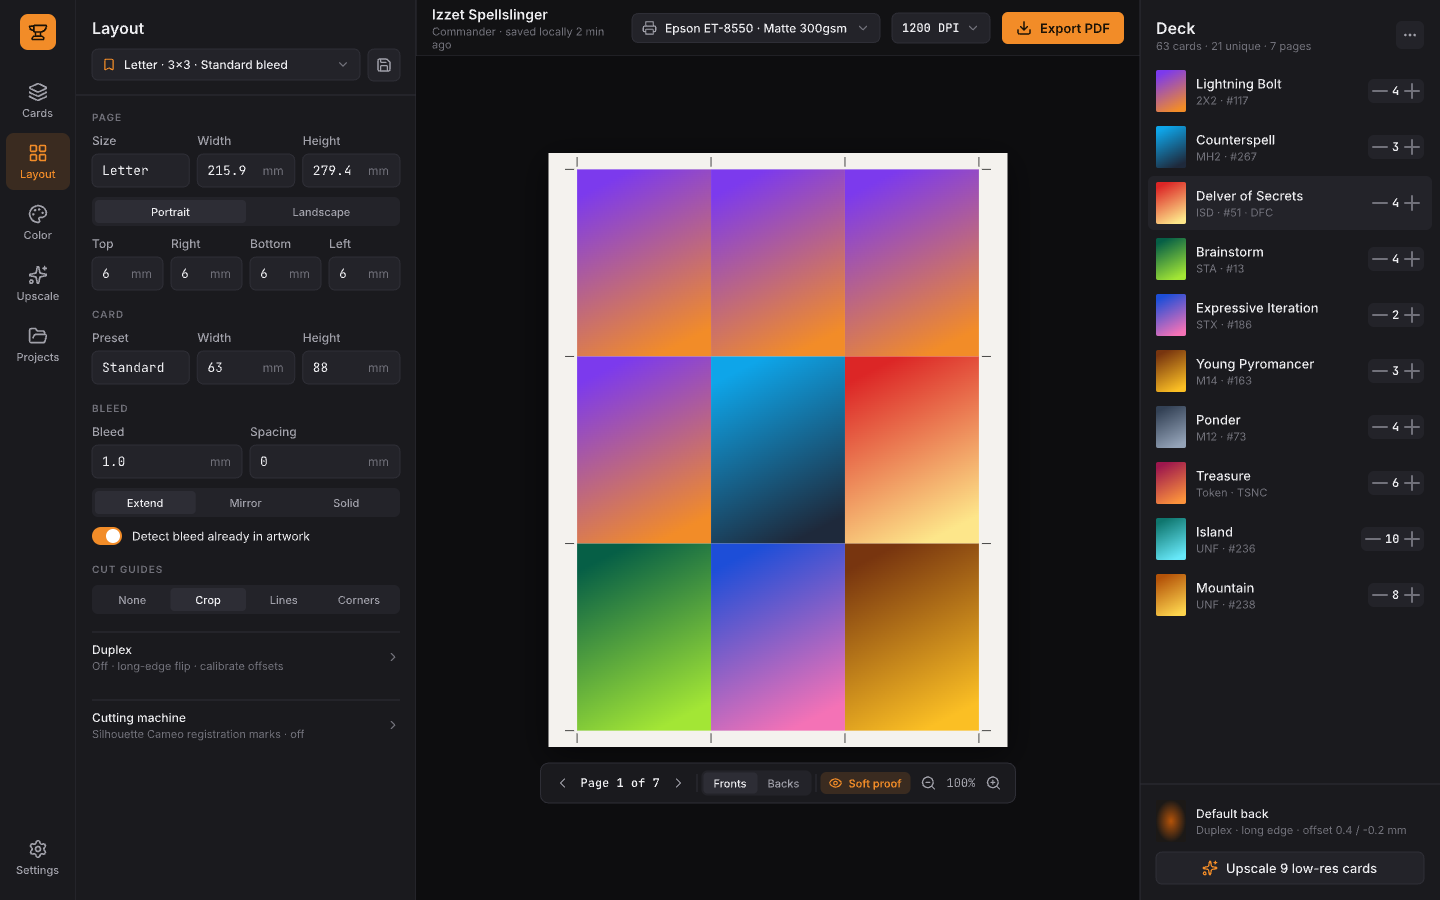 Cards
Layout
Color
Upscale
Projects
Settings
Layout
Letter · 3×3 · Standard bleed
PAGE
Size Width Height
Letter 215.9 mm 279.4 mm
Portrait Landscape
Top Right Bottom Left
6 mm 6 mm 6 mm 6 mm
CARD
Preset Width Height
Standard 63 mm 88 mm
BLEED
Bleed Spacing
1.0 mm 0 mm
Extend Mirror Solid
Detect bleed already in artwork
CUT GUIDES
None Crop Lines Corners
Duplex
Off · long-edge flip · calibrate offsets
Cutting machine
Silhouette Cameo registration marks · off
Izzet Spellslinger
Commander · saved locally 2 min
ago
Epson ET-8550 · Matte 300gsm
1200 DPI
Export PDF
Page 1 of 7
Fronts Backs
Soft proof
100%
Deck
63 cards · 21 unique · 7 pages
Lightning Bolt
2X2 · #117
4
Counterspell
MH2 · #267
3
Delver of Secrets
ISD · #51 · DFC
4
Brainstorm
STA · #13
4
Expressive Iteration
STX · #186
2
Young Pyromancer
M14 · #163
3
Ponder
M12 · #73
4
Treasure
Token · TSNC
6
Island
UNF · #236
10
Mountain
UNF · #238
8
Default back
Duplex · long edge · offset 0.4 / -0.2 mm
Upscale 9 low-res cards